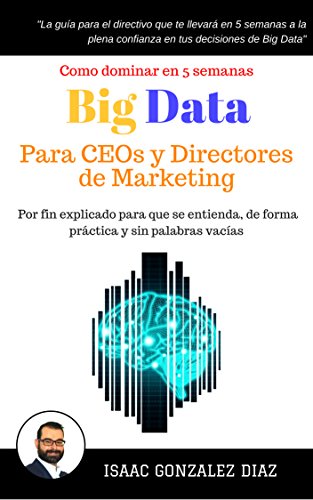 "La guía para el directivo que te llevará en 5 semanas a la
plena confianza en tus decisiones de Big Data"
Como dominar en 5 semanas
Big Data
Para CEOs y Directores
de Marketing
Por fin explicado para que se entienda, de forma
práctica y sin palabras vacías
ISAAC GONZALEZ DIAZ